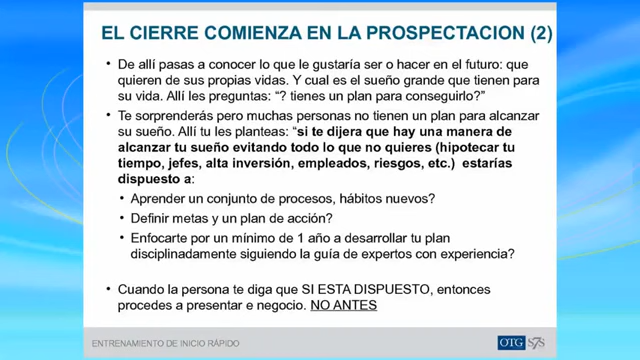 EL CIERRE COMIENZA EN LA PROSPECTACION (2)
• De allí pasas a conocer lo que le gustaría ser o hacer en el futuro: que
quieren de sus propias vidas. Y cual es el sueño grande que tienen para
su vida. Allí les preguntas: “? tienes un plan para conseguirlo?”
• Te sorprenderás pero muchas personas no tienen un plan para alcanzar
su sueño. Allí tu les planteas: “si te dijera que hay una manera de
alcanzar tu sueño evitando todo lo que no quieres (hipotecar tu
tiempo, jefes, alta inversión, empleados, riesgos, etc.) estarías
dispuesto a:
• Aprender un conjunto de procesos, hábitos nuevos?
• Definir metas y un plan de acción?
• Enfocarte por un mínimo de 1 año a desarrollar tu plan
disciplinadamente siguiendo la guía de expertos con experiencia?
• Cuando la persona te diga que SI ESTA DISPUESTO, entonces
procedes a presentar e negocio. NO ANTES
ENTRENAMIENTO DE INICIO RÁPIDO
OTG S7S